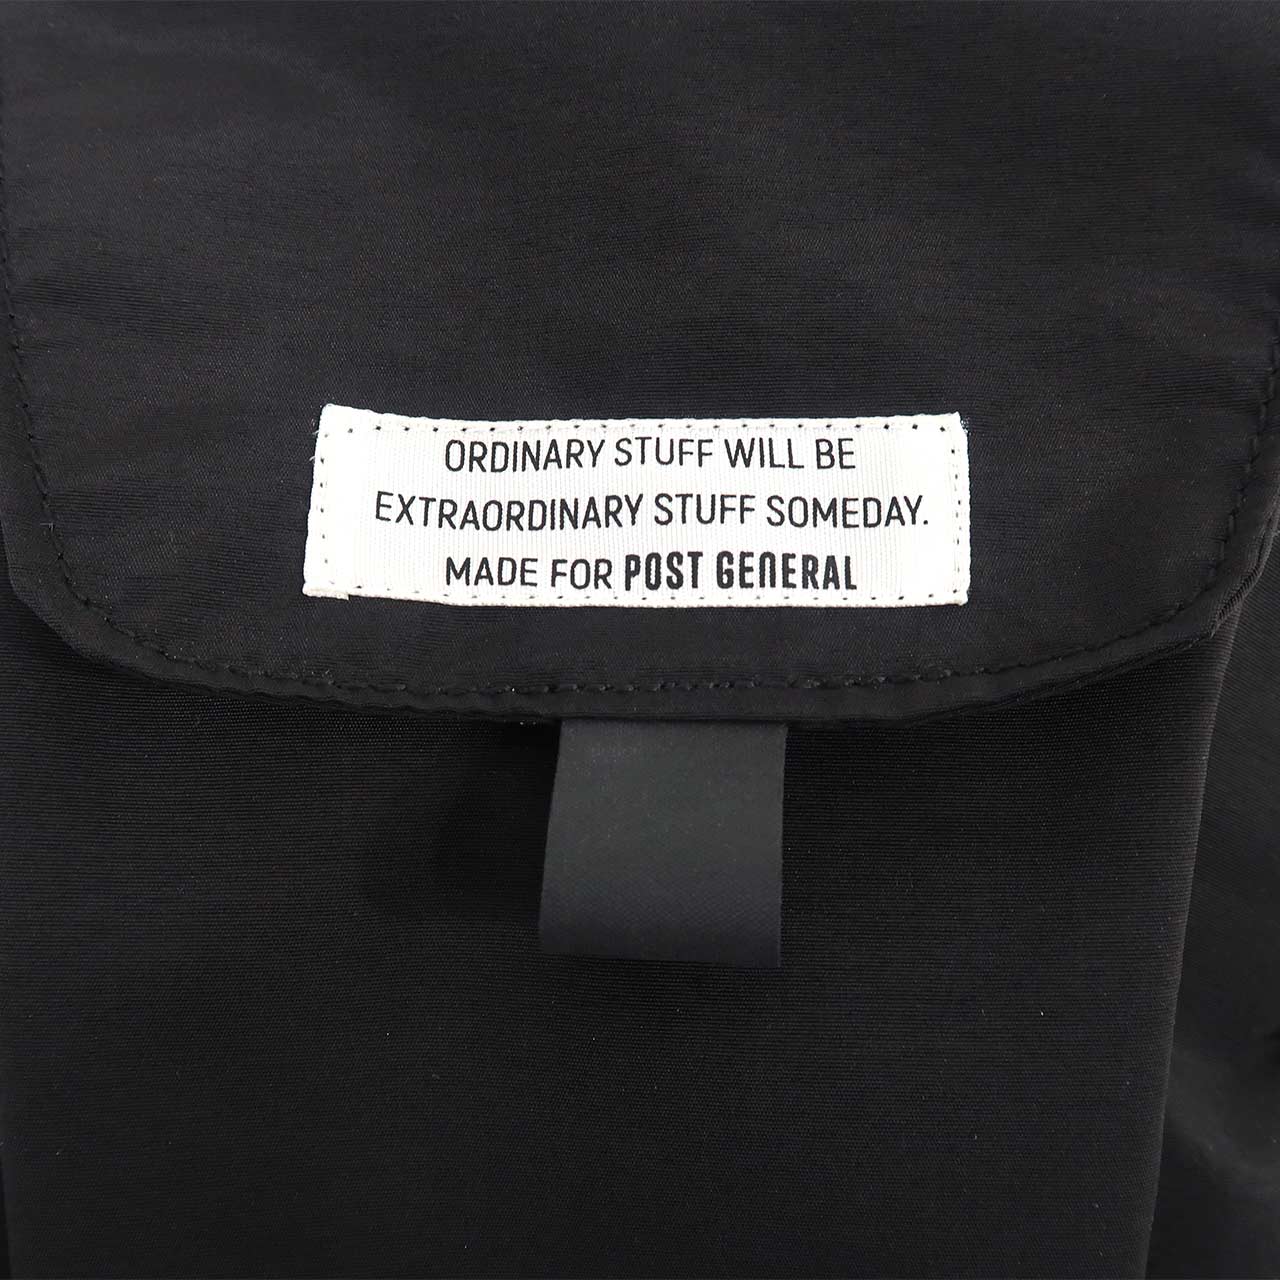 ORDINARY STUFF WILL BE
EXTRAORDINARY STUFF SOMEDAY.
MADE FOR POST GENERAL